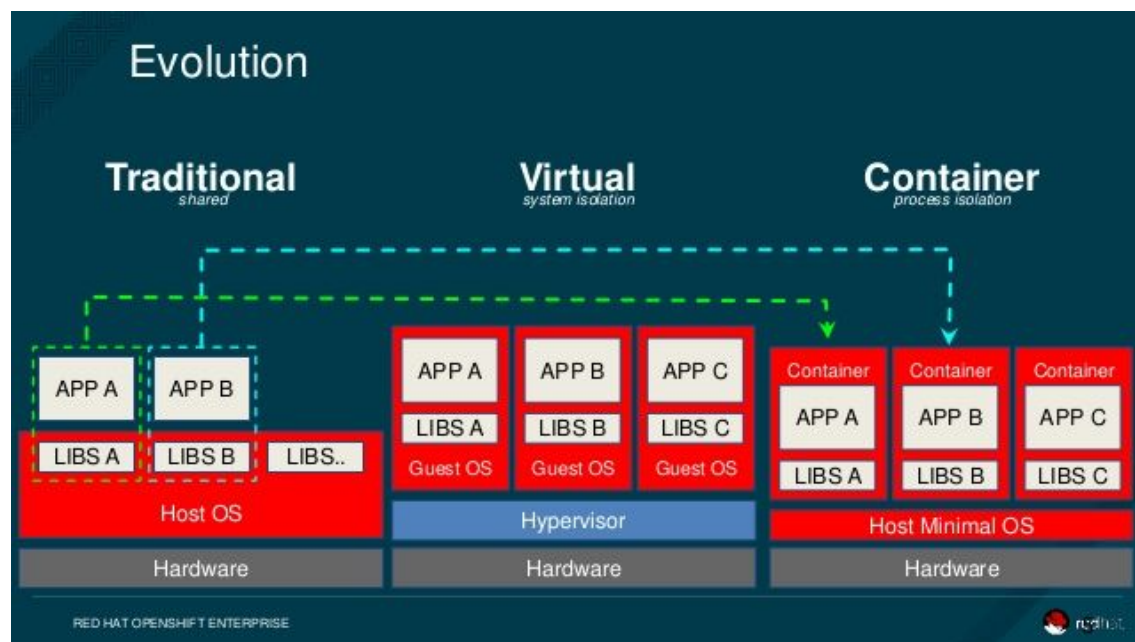 Evolution
Traditional
shared
Virtual
system isolation
Container
process isolation
APP A
APP B
LIBS A
LIBS B
LIBS..
Host OS
Hardware
APP A
APP B
APP C
LIBS A
LIBS B
LIBS C
Guest OS
Guest OS
Guest OS
Hypervisor
Hardware
Container
Container
Container
APP A
APP B
APP C
LIBS A
LIBS B
LIBS C
Host Minimal OS
Hardware
RED HAT OPENSHIFT ENTERPRISE